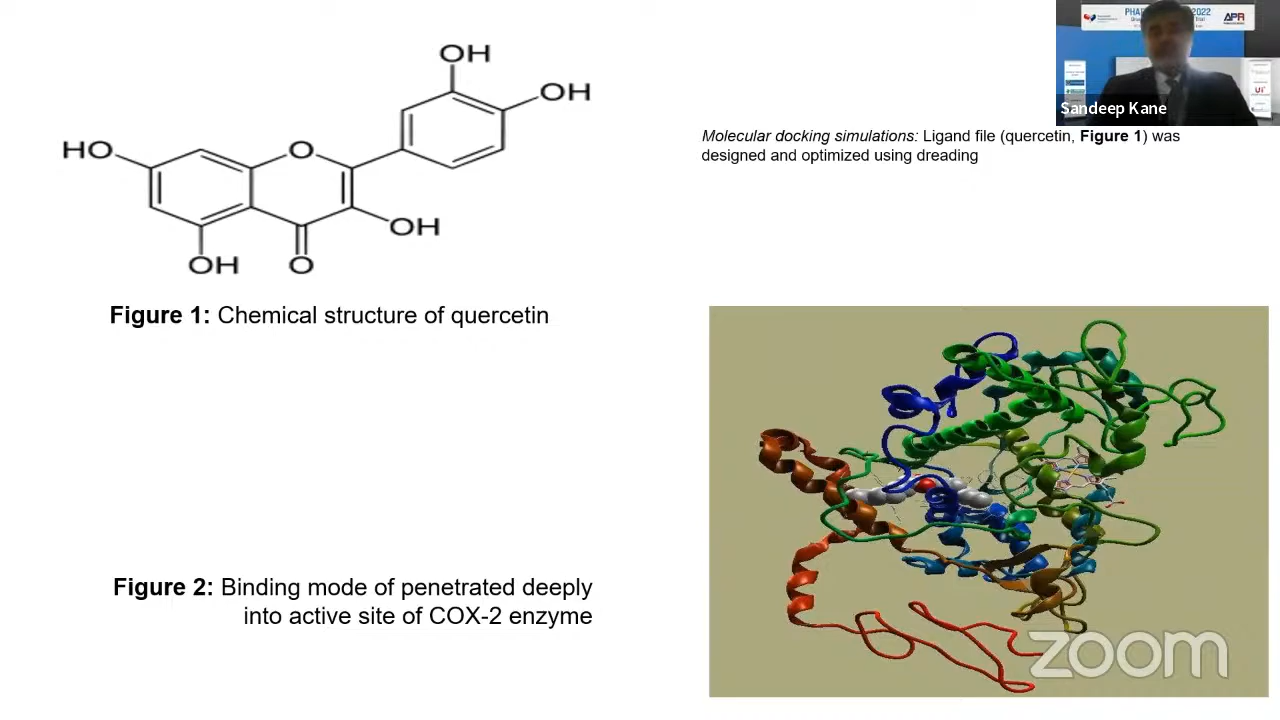 OH
OH
HO
O
OH
OH
O
Figure 1: Chemical structure of quercetin
2022
APR
Sandeep Kane
Molecular docking simulations: Ligand file (quercetin, Figure 1) was
designed and optimized using dreading
Figure 2: Binding mode of penetrated deeply
into active site of COX-2 enzyme
zoom